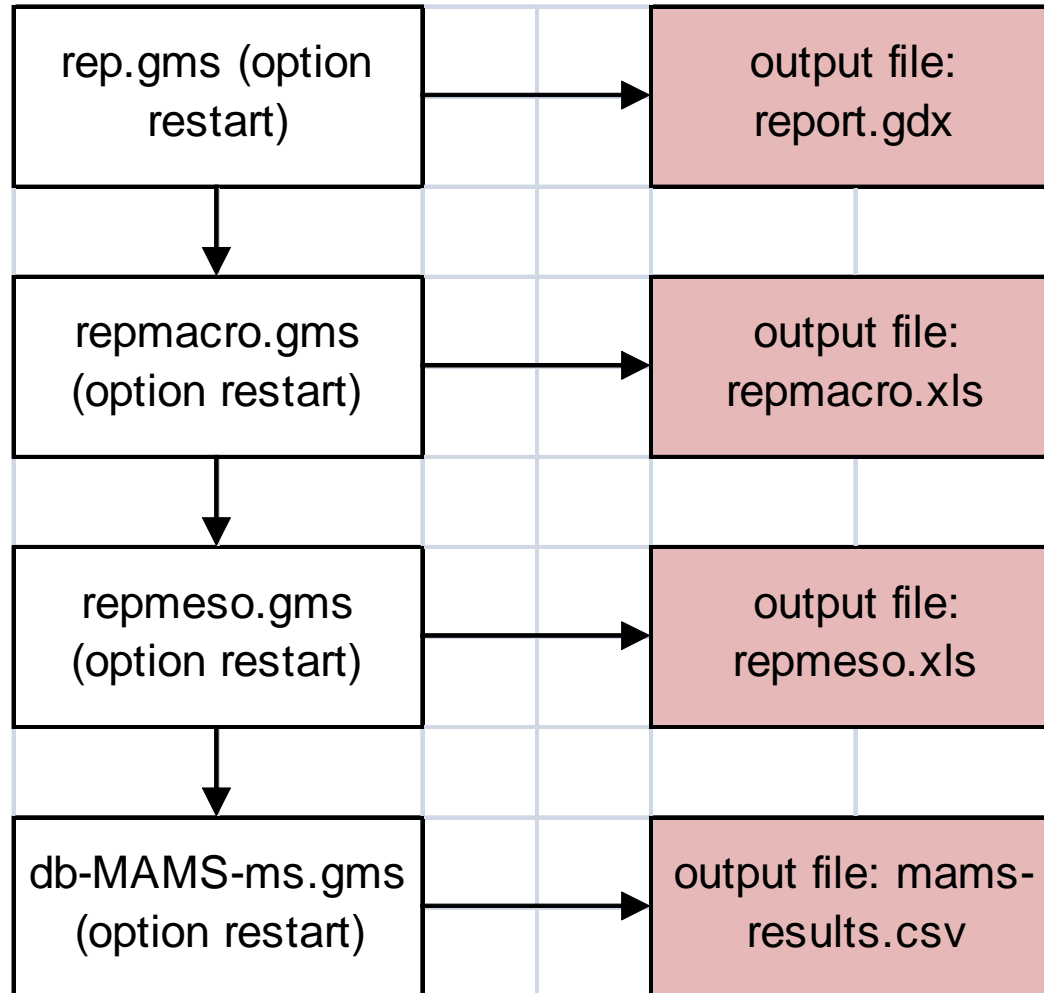 rep.gms (option
restart)
output file:
report.gdx
repmacro.gms
(option restart)
output file:
repmacro.xls
repmeso.gms
(option restart)
output file:
repmeso.xls
db-MAMS-ms.gms
(option restart)
output file: mams-
results.csv